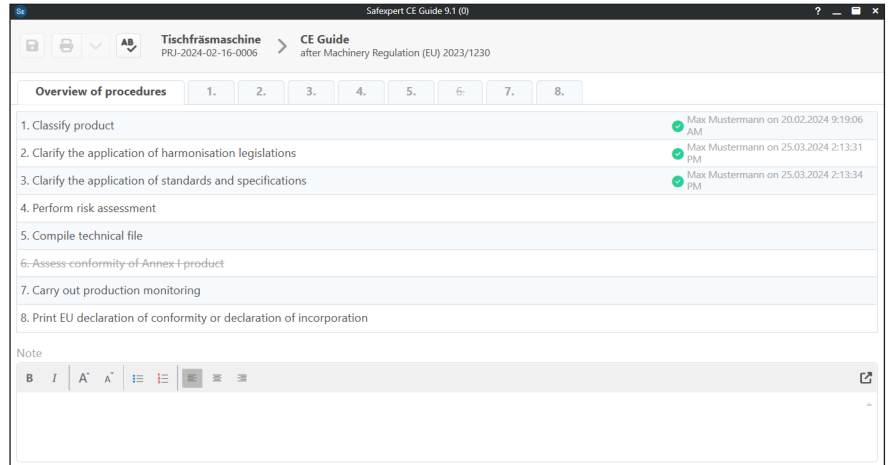 Safexpert CE Guide 9.1 (0)
Tischfräsmaschine
PRJ-2024-02-16-0006
CE Guide
after Machinery Regulation (EU) 2023/1230
Overview of procedures 1. 2. 3. 4. 5. 6. 7. 8.
1. Classify product
Max Mustermann on 20.02.2024 9:19:06
AM
2. Clarify the application of harmonisation legislations
Max Mustermann on 25.03.2024 2:13:31
PM
3. Clarify the application of standards and specifications
Max Mustermann on 25.03.2024 2:13:34
PM
4. Perform risk assessment
5. Compile technical file
6. Assess conformity of Annex I product
7. Carry out production monitoring
8. Print EU declaration of conformity or declaration of incorporation
Note
B I A A